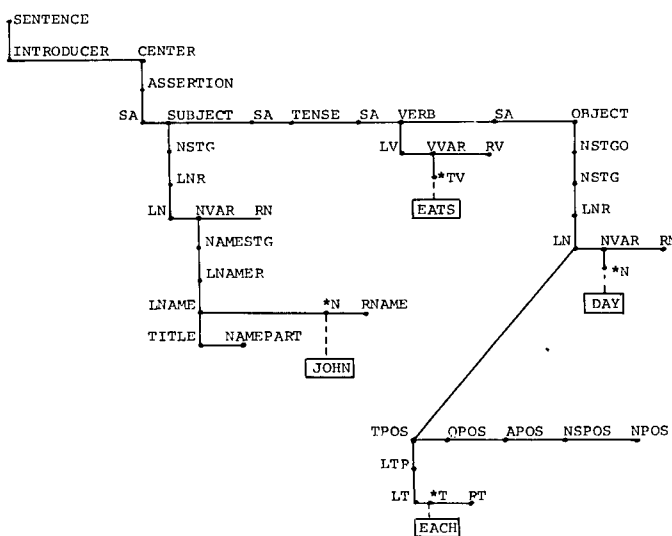 SENTENCE
INTRODUCER CENTER
ASSERTION
SA SUBJECT SA TENSE SA VERB SA OBJECT
NSTG LV VVAR RV NSTGO
LNR *TV NSTG
EATS LNR
LN NVAR RN LN NVAR RN
NAMESTG *N
LNAMER DAY
LNAME *N RNAME
TITLE NAMEPART
JOHN
TPOS QPOS APOS NSPOS NPOS
LTR
LT *T RT
EACH